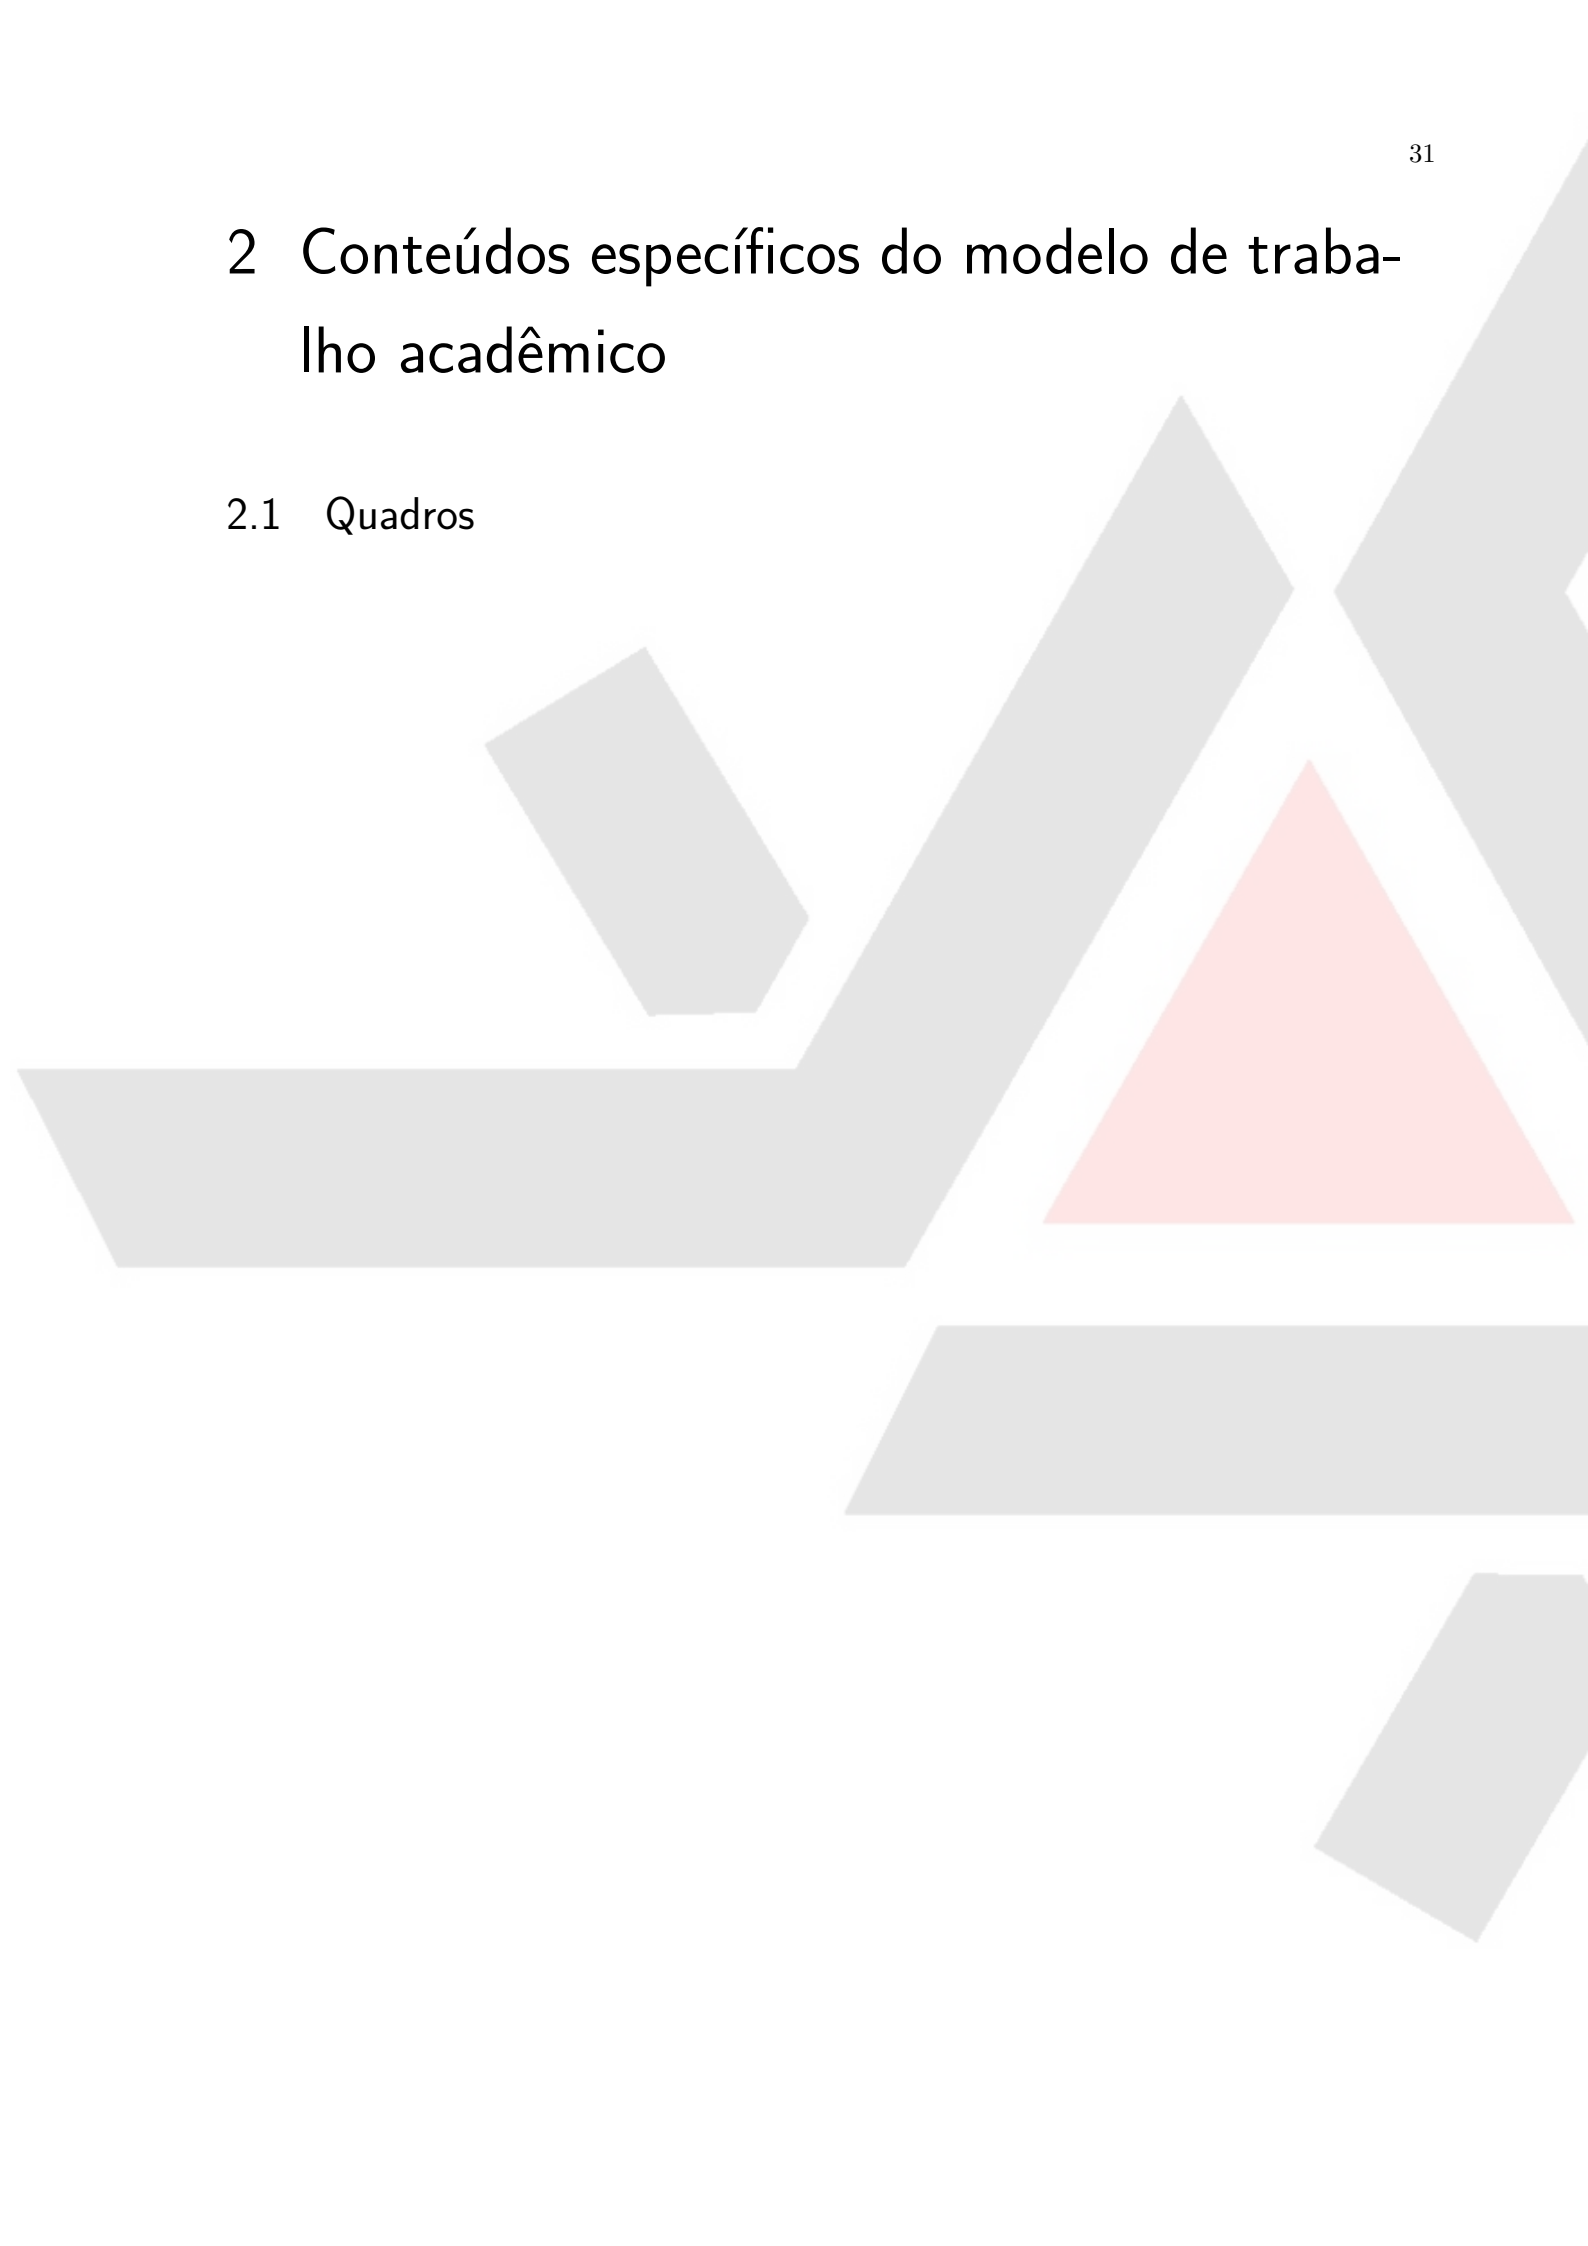 31
2 Conteúdos específicos do modelo de traba-
lho acadêmico
2.1 Quadros